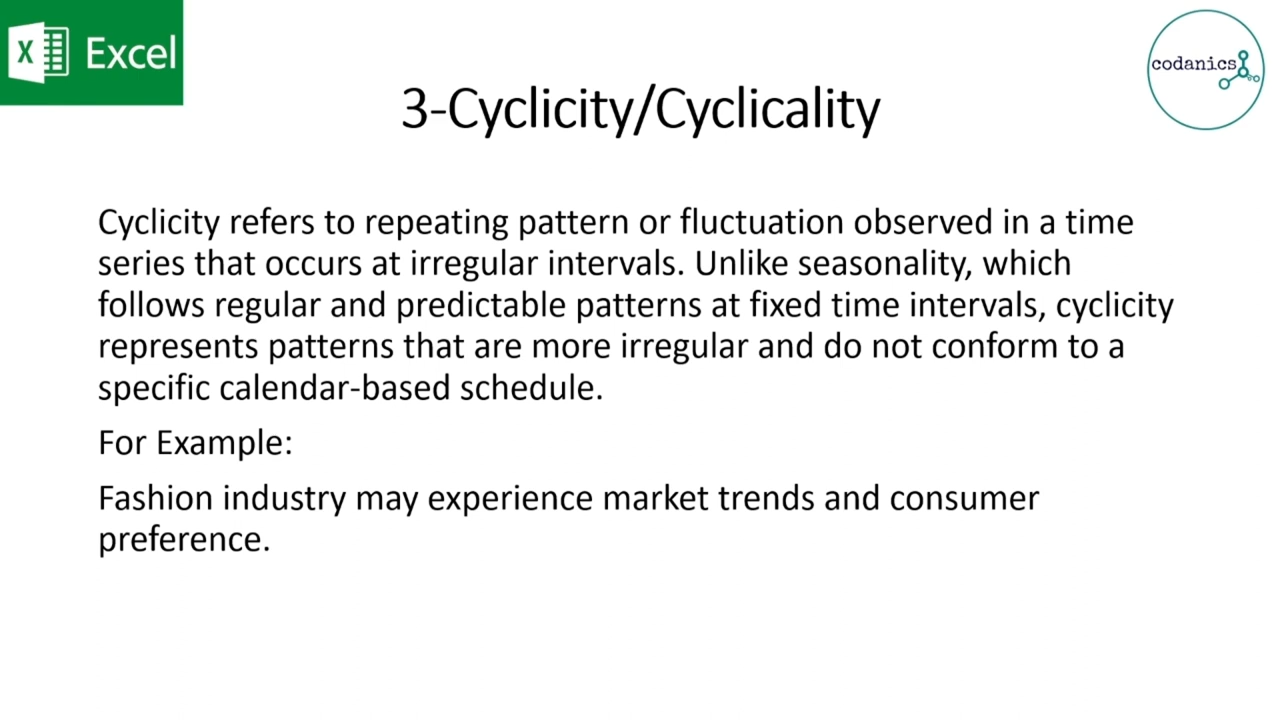 X Excel
codanics
3-Cyclicity/Cyclicality
Cyclicity refers to repeating pattern or fluctuation observed in a time
series that occurs at irregular intervals. Unlike seasonality, which
follows regular and predictable patterns at fixed time intervals, cyclicity
represents patterns that are more irregular and do not conform to a
specific calendar-based schedule.
For Example:
Fashion industry may experience market trends and consumer
preference.